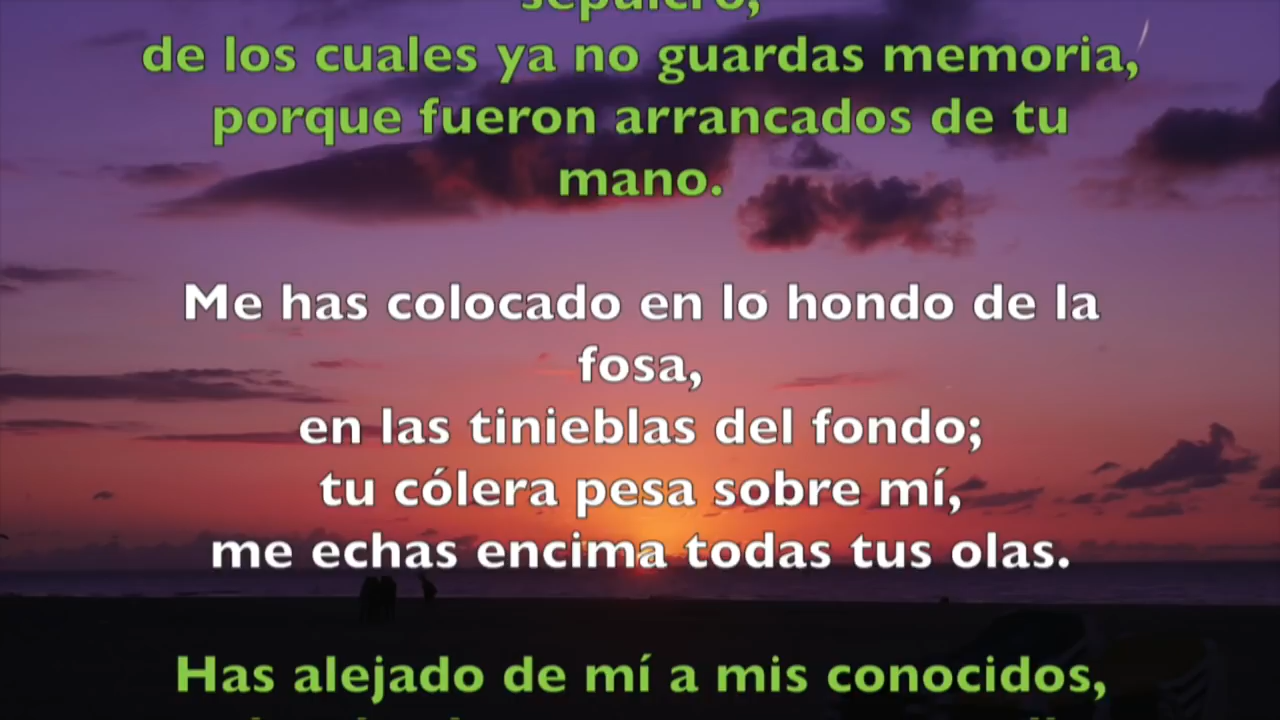 sepulcro,
de los cuales ya no guardas memoria,
porque fueron arrancados de tu
mano.
Me has colocado en lo hondo de la
fosa,
en las tinieblas del fondo;
tu cólera pesa sobre mí,
me echas encima todas tus olas.
Has alejado de mí a mis conocidos,